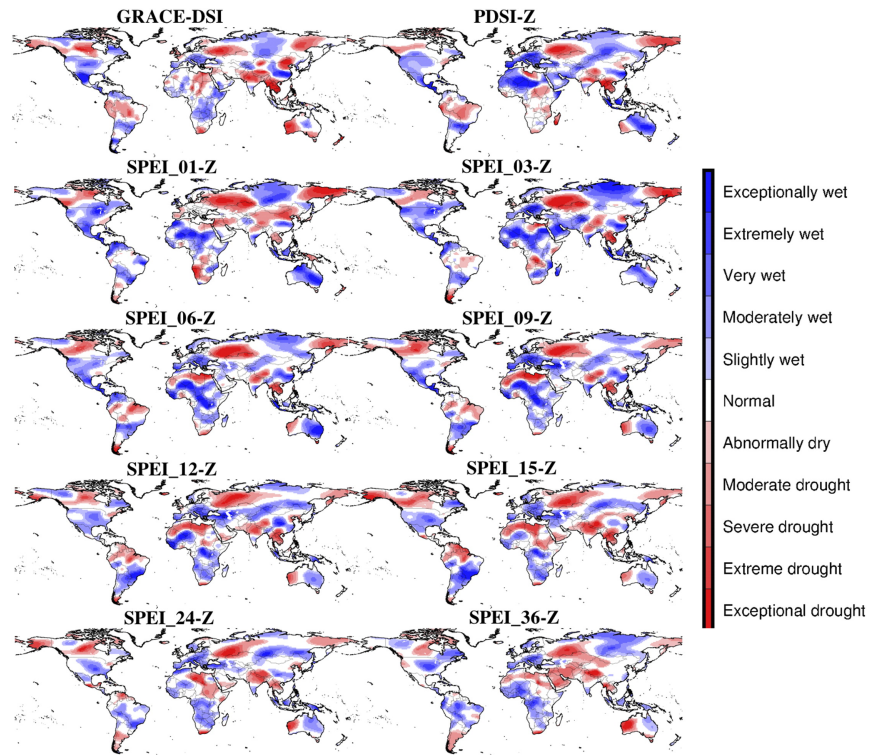 GRACE-DSI
PDSI-Z
SPEI_01-Z
SPEI_03-Z
SPEI_06-Z
SPEI_09-Z
SPEI_12-Z
SPEI_15-Z
SPEI_24-Z
SPEI_36-Z
Exceptionally wet
Extremely wet
Very wet
Moderately wet
Slightly wet
Normal
Abnormally dry
Moderate drought
Severe drought
Extreme drought
Exceptional drought